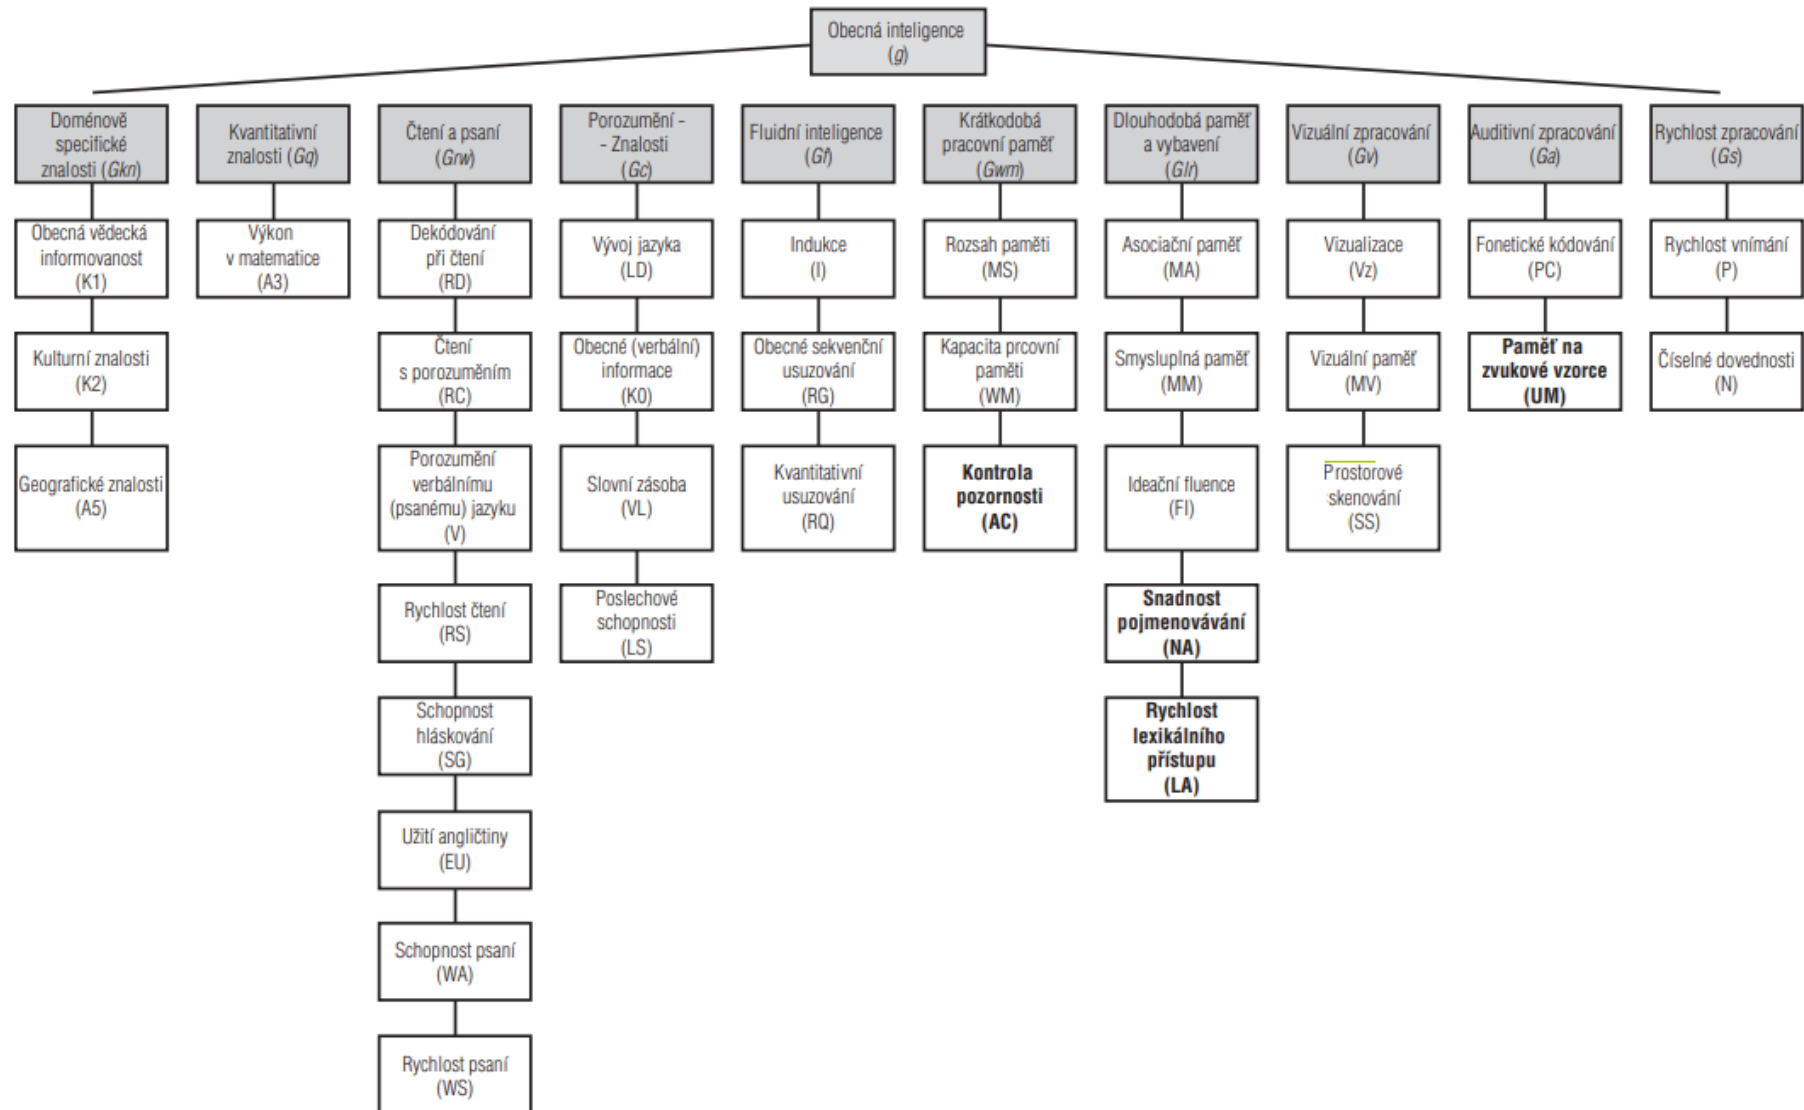 Obecná inteligence
(g)
Doménově
specifické
znalosti (Gkn)
Kvantitativní
znalosti (Gq)
Čtení a psaní
(Grw)
Porozumění -
- Znalosti
(Gc)
Fluidní inteligence
(Gf)
Krátkodobá
pracovní paměť
(Gwm)
Dlouhodobá paměť
a vybavení
(Glr)
Vizuální zpracování
(Gv)
Auditivní zpracování
(Ga)
Rychlost zpracování
(Gs)
Obecná vědecká
informovanost
(K1)
Výkon
v matematice
(A3)
Dekódování
při čtení
(RD)
Vývoj jazyka
(LD)
Indukce
(I)
Rozsah paměti
(MS)
Asociační paměť
(MA)
Vizualizace
(Vz)
Fonetické kódování
(PC)
Rychlost vnímání
(P)
Kulturní znalosti
(K2)
Čtení
s porozuměním
(RC)
Obecné (verbální)
informace
(K0)
Obecné sekvenční
usuzování
(RG)
Kapacita prcovní
paměti
(WM)
Smysluplná paměť
(MM)
Vizuální paměť
(MV)
Paměť na
zvukové vzorce
(UM)
Číselné dovednosti
(N)
Geografické znalosti
(A5)
Porozumění
verbálnímu
(psanému) jazyku
(V)
Slovní zásoba
(VL)
Kvantitativní
usuzování
(RQ)
Kontrola
pozornosti
(AC)
Ideační fluence
(FI)
Prostorové
skenování
(SS)
Rychlost čtení
(RS)
Poslechové
schopnosti
(LS)
Snadnost
pojmenovávání
(NA)
Schopnost
hláskování
(SG)
Rychlost
lexikálního
přístupu
(LA)
Užití angličtiny
(EU)
Schopnost psaní
(WA)
Rychlost psaní
(WS)